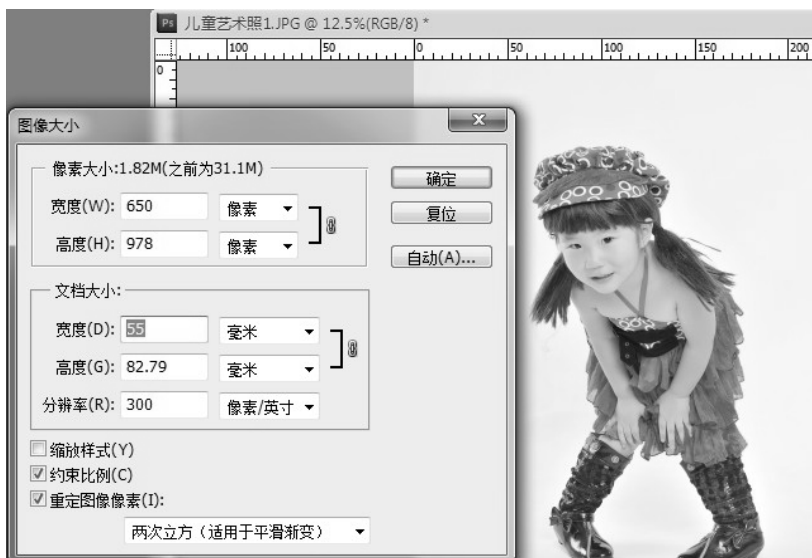 Ps 儿童艺术照1.JPG @ 12.5%(RGB/8) *
100 50 0 50 100 150 200
0
图像大小
像素大小:1.82M(之前为31.1M)
宽度(W): 650 像素
高度(H): 978 像素
确定
复位
自动(A)...
文档大小:
宽度(D): 55 毫米
高度(G): 82.79 毫米
分辨率(R): 300 像素/英寸
缩放样式(Y)
约束比例(C)
重定图像像素(I):
两次立方（适用于平滑渐变）